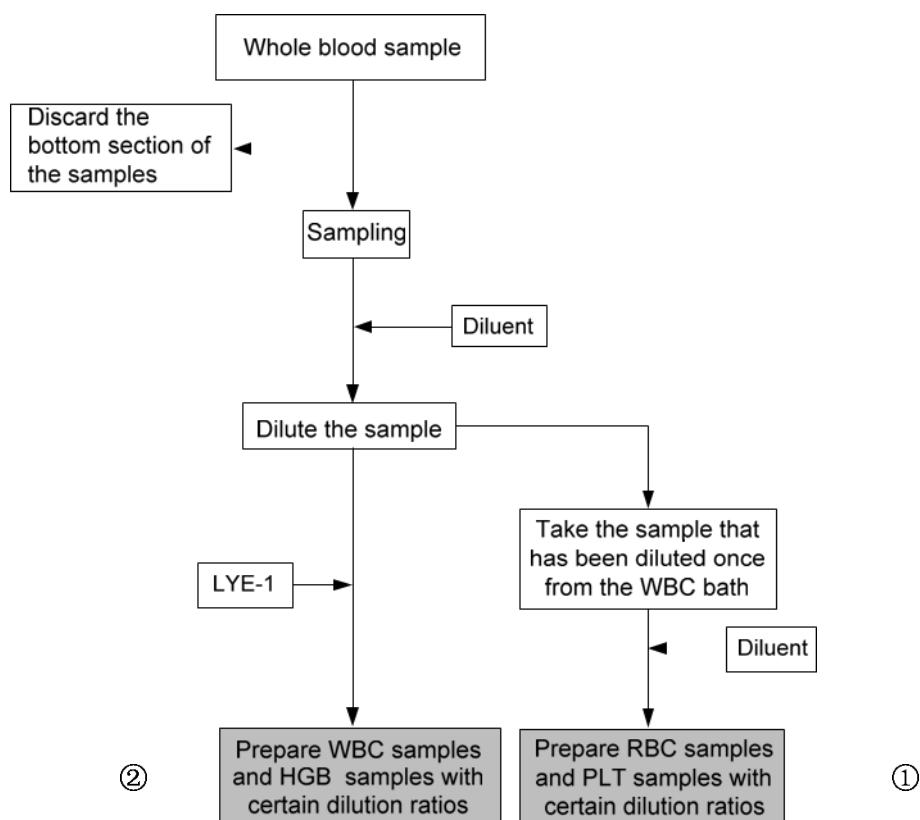 Whole blood sample
Discard the
bottom section of
the samples
Sampling
Diluent
Dilute the sample
Take the sample that
has been diluted once
from the WBC bath
LYE-1
Diluent
Prepare WBC samples
and HGB samples with
certain dilution ratios
Prepare RBC samples
and PLT samples with
certain dilution ratios
②
①